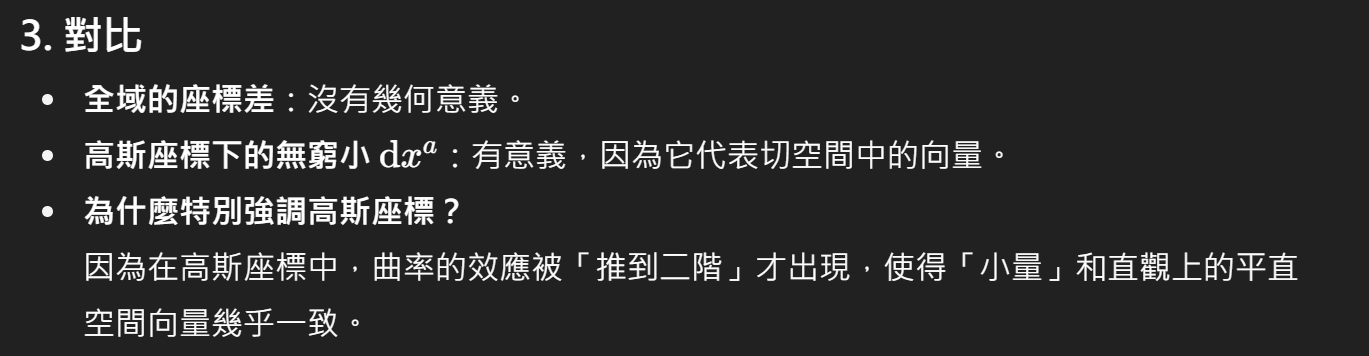 3. 對比
• 全域的座標差：沒有幾何意義。
• 高斯座標下的無窮小 dxᵃ：有意義，因為它代表切空間中的向量。
• 為什麼特別強調高斯座標？
因為在高斯座標中，曲率的效應被「推到二階」才出現，使得「小量」和直觀上的平直
空間向量幾乎一致。